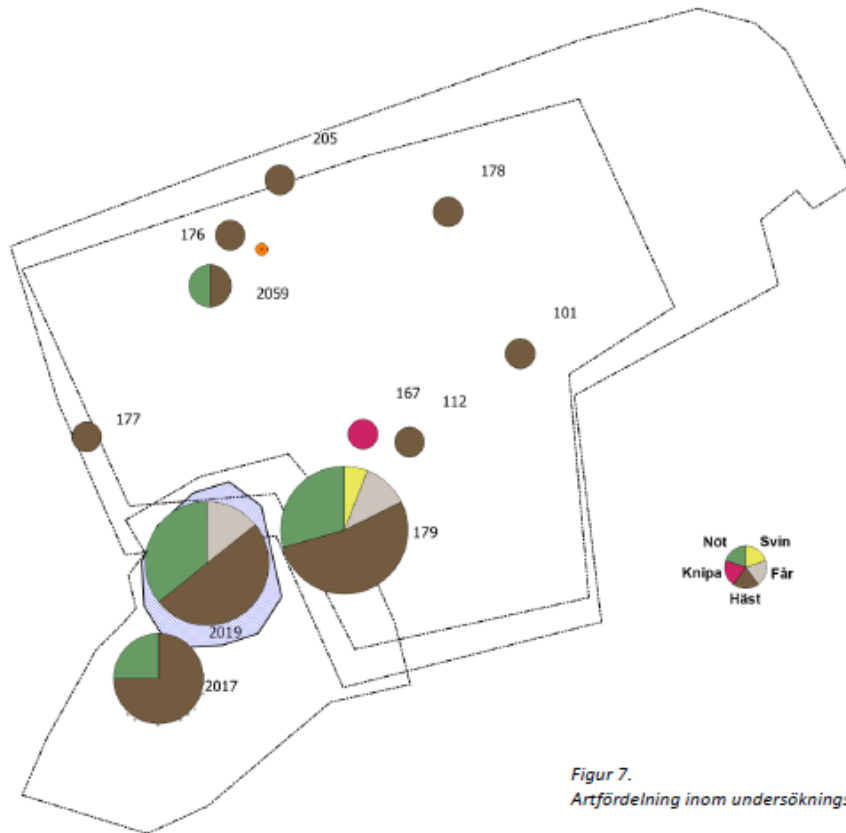 205
178
176
2059
101
167
112
177
179
Nöt Svin
Knipa Får
Häst
2019
2017
Figur 7.
Artfördelning inom undersöknings